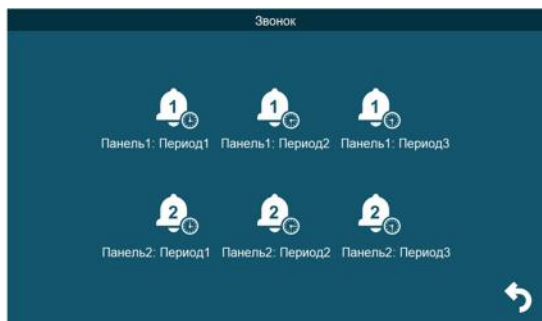 Звонок
1 1 1
Панель1: Период1 Панель1: Период2 Панель1: Период3
2 2 2
Панель2: Период1 Панель2: Период2 Панель2: Период3